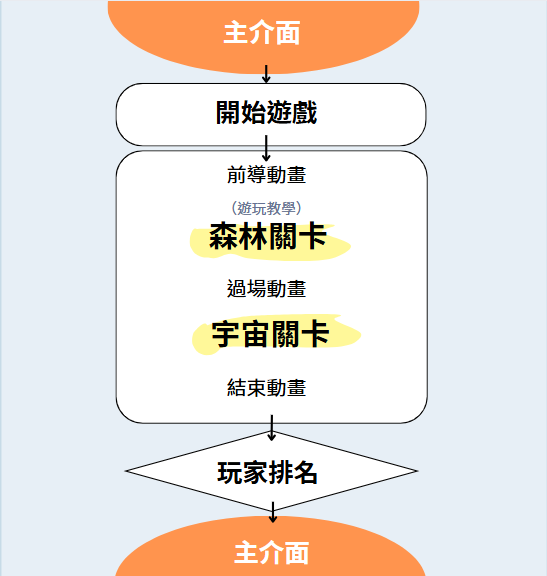 主介面
開始遊戲
前導動畫
（遊玩教學）
森林關卡
過場動畫
宇宙關卡
結束動畫
玩家排名
主介面